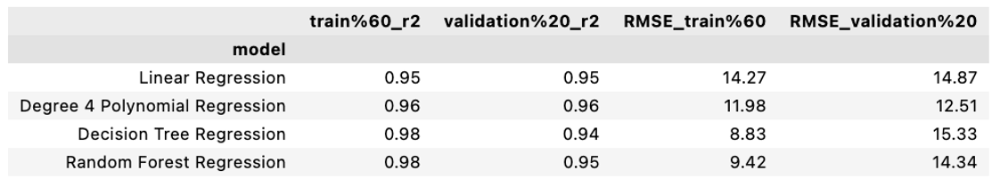 train%60_r2 validation%20_r2 RMSE_train%60 RMSE_validation%20
model
Linear Regression 0.95 0.95 14.27 14.87
Degree 4 Polynomial Regression 0.96 0.96 11.98 12.51
Decision Tree Regression 0.98 0.94 8.83 15.33
Random Forest Regression 0.98 0.95 9.42 14.34